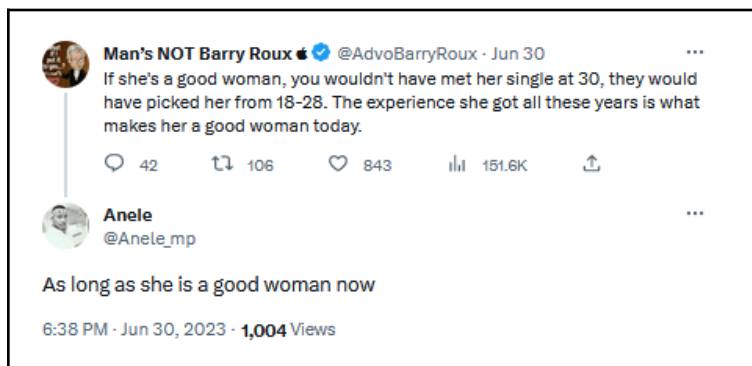 Man's NOT Barry Roux @AdvoBarryRoux · Jun 30
If she's a good woman, you wouldn't have met her single at 30, they would
have picked her from 18-28. The experience she got all these years is what
makes her a good woman today.
42 106 843 151.6K
Anele
@Anele_mp
As long as she is a good woman now
6:38 PM · Jun 30, 2023 · 1,004 Views